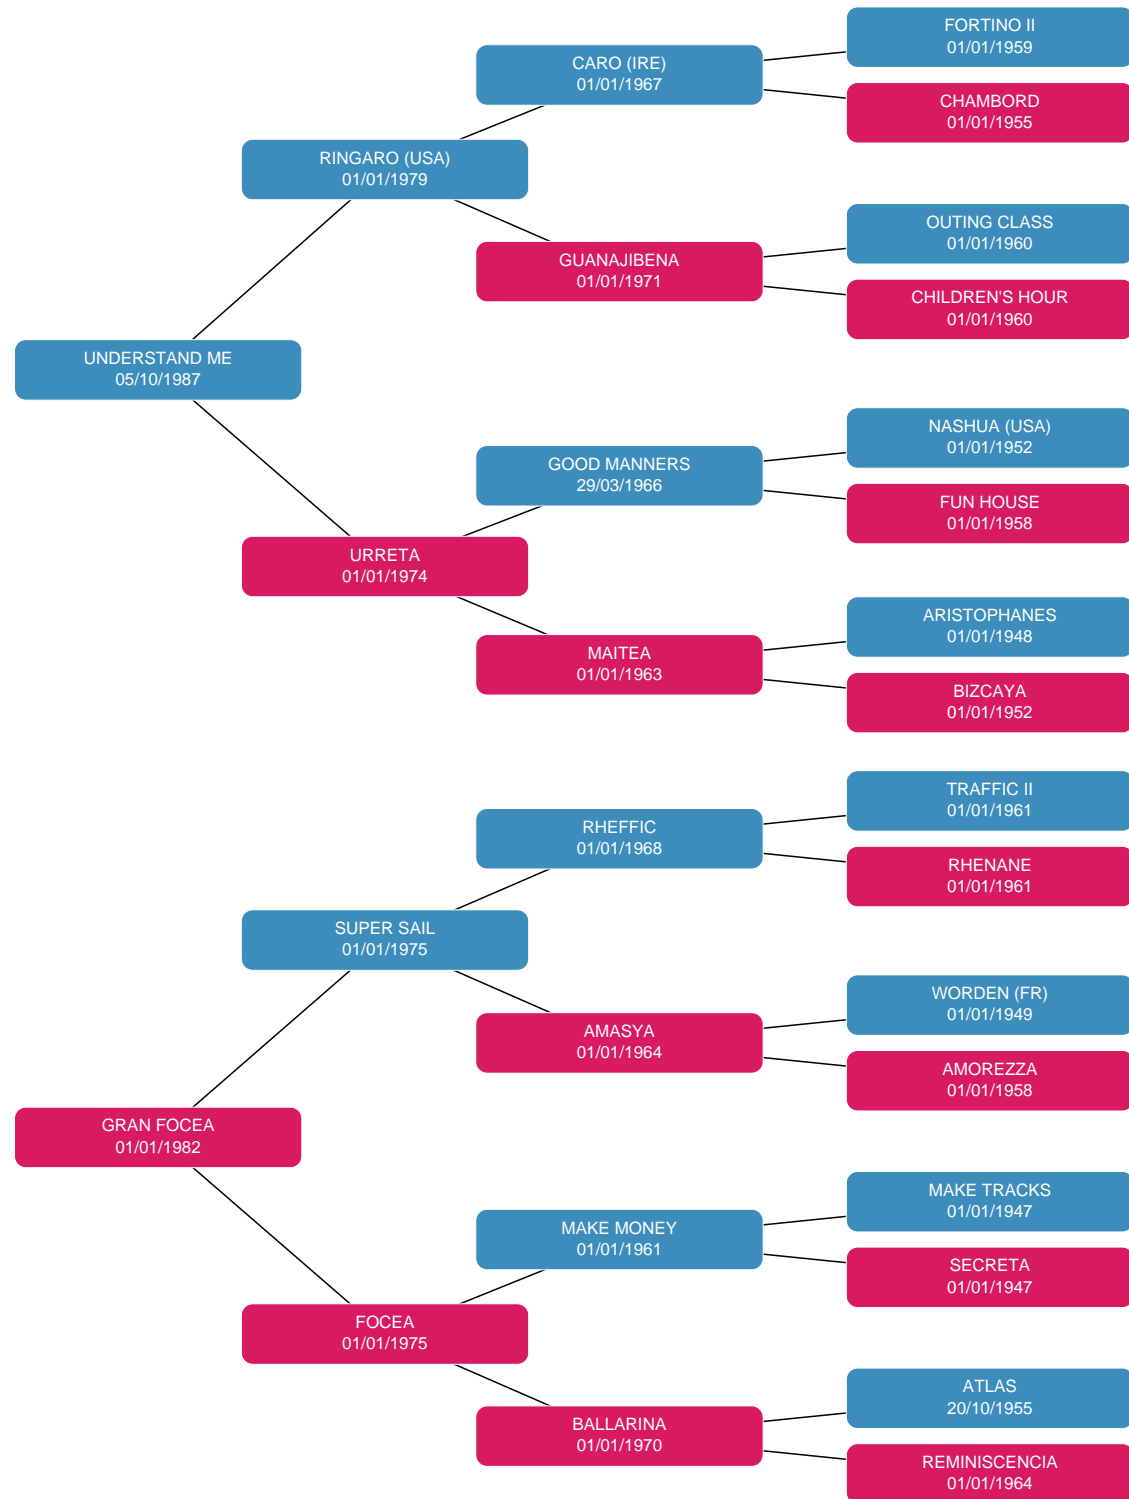 FORTINO II
01/01/1959
CARO (IRE)
01/01/1967
CHAMBORD
01/01/1955
RINGARO (USA)
01/01/1979
OUTING CLASS
01/01/1960
GUANAJIBENA
01/01/1971
CHILDREN'S HOUR
01/01/1960
UNDERSTAND ME
05/10/1987
NASHUA (USA)
01/01/1952
GOOD MANNERS
29/03/1966
FUN HOUSE
01/01/1958
URRETA
01/01/1974
ARISTOPHANES
01/01/1948
MAITEA
01/01/1963
BIZCAYA
01/01/1952
TRAFFIC II
01/01/1961
RHEFFIC
01/01/1968
RHENANE
01/01/1961
SUPER SAIL
01/01/1975
WORDEN (FR)
01/01/1949
AMASYA
01/01/1964
AMOREZZA
01/01/1958
GRAN FOCEA
01/01/1982
MAKE TRACKS
01/01/1947
MAKE MONEY
01/01/1961
SECRETA
01/01/1947
FOCEA
01/01/1975
ATLAS
20/10/1955
BALLARINA
01/01/1970
REMINISCENCIA
01/01/1964